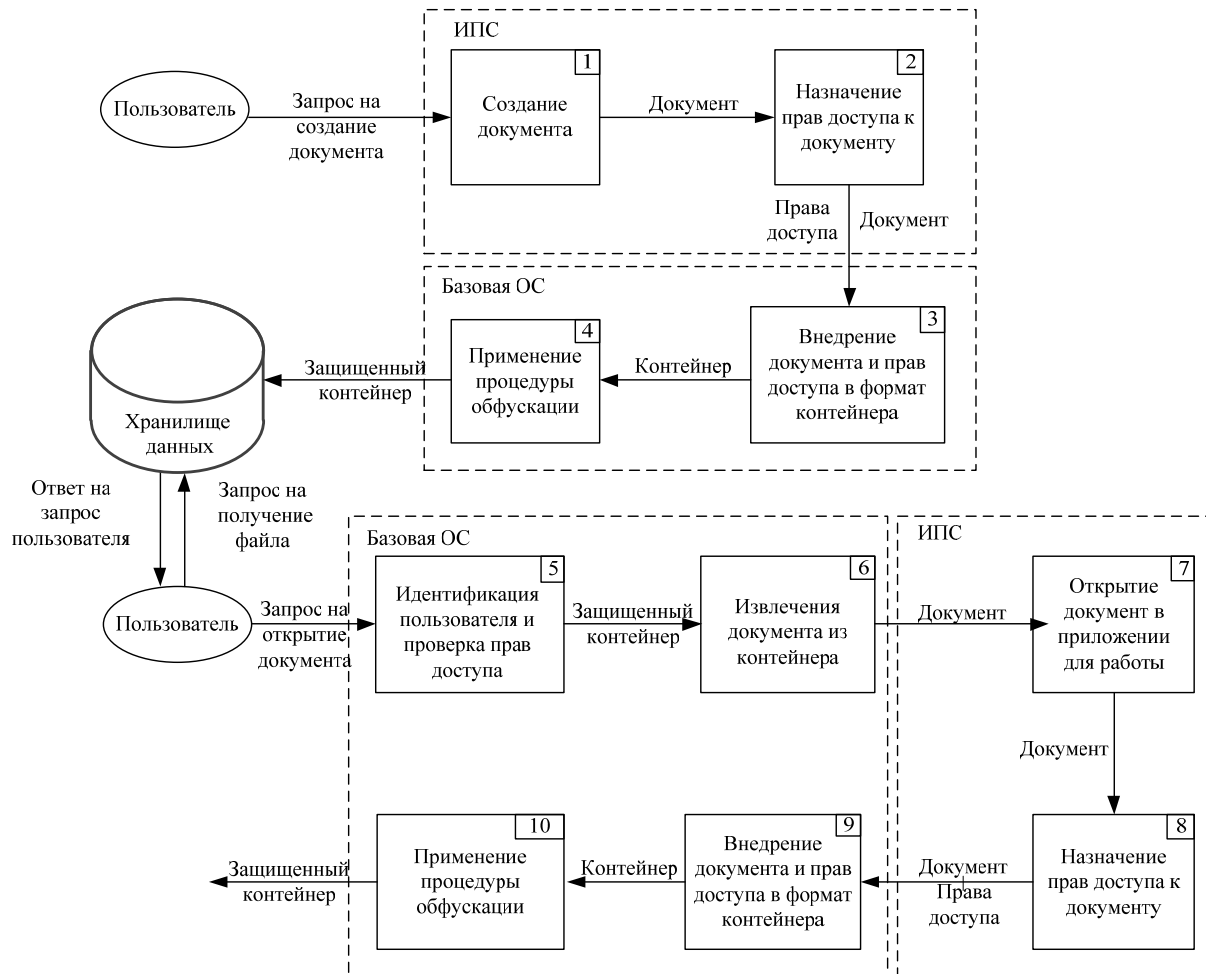 ИПС
1
2
Пользователь
Запрос на
создание
документа
Создание
документа
Документ
Назначение
прав доступа к
документу
Права
доступа
Документ
Базовая ОС
3
4
Внедрение
документа и прав
доступа в формат
контейнера
Контейнер
Применение
процедуры
обфускации
Защищенный
контейнер
Хранилище
данных
Ответ на
запрос
пользователя
Запрос на
получение
файла
Базовая ОС
ИПС
5
6
7
Пользователь
Запрос на
открытие
документа
Идентификация
пользователя и
проверка прав
доступа
Защищенный
контейнер
Извлечения
документа из
контейнера
Документ
Открытие
документ в
приложении
для работы
Документ
10
9
8
Защищенный
контейнер
Применение
процедуры
обфускации
Контейнер
Внедрение
документа и прав
доступа в формат
контейнера
Документ
Права
доступа
Назначение
прав доступа к
документу